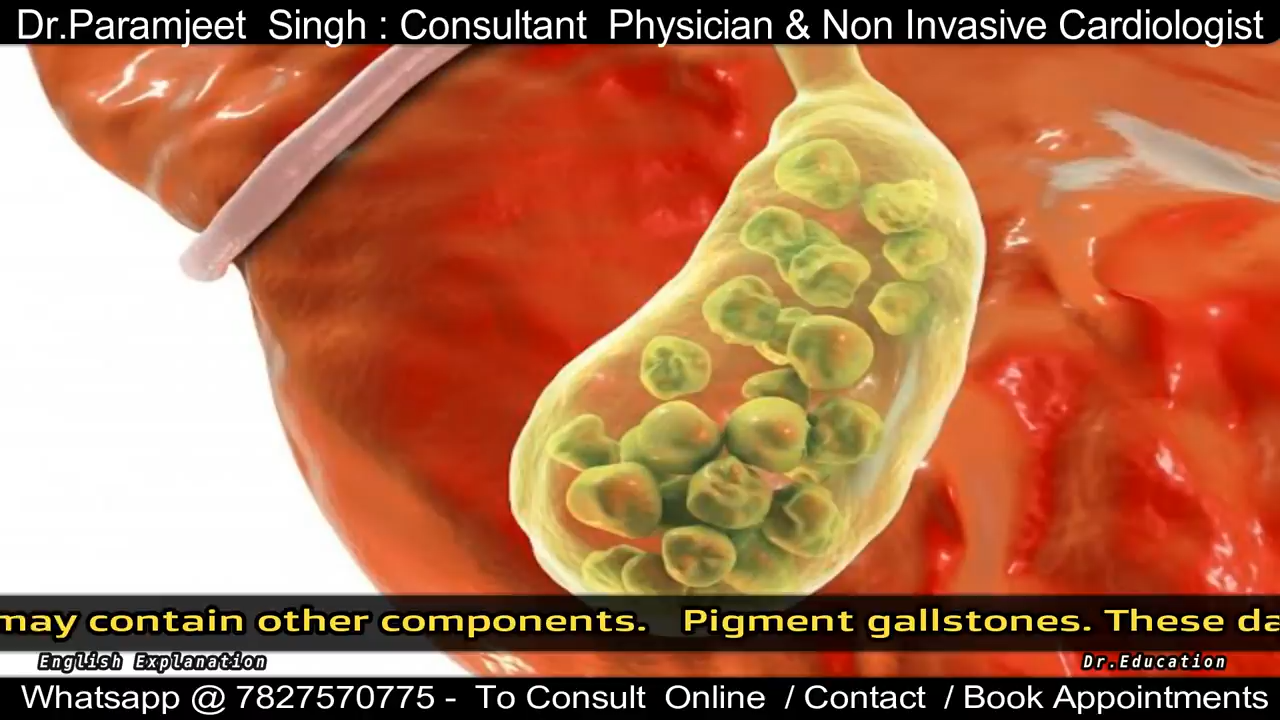 Dr.Paramjeet Singh : Consultant Physician & Non Invasive Cardiologist
may contain other components. Pigment gallstones. These
English Explanation
Dr.Education
Whatsapp @ 7827570775 - To Consult Online / Contact / Book Appointments